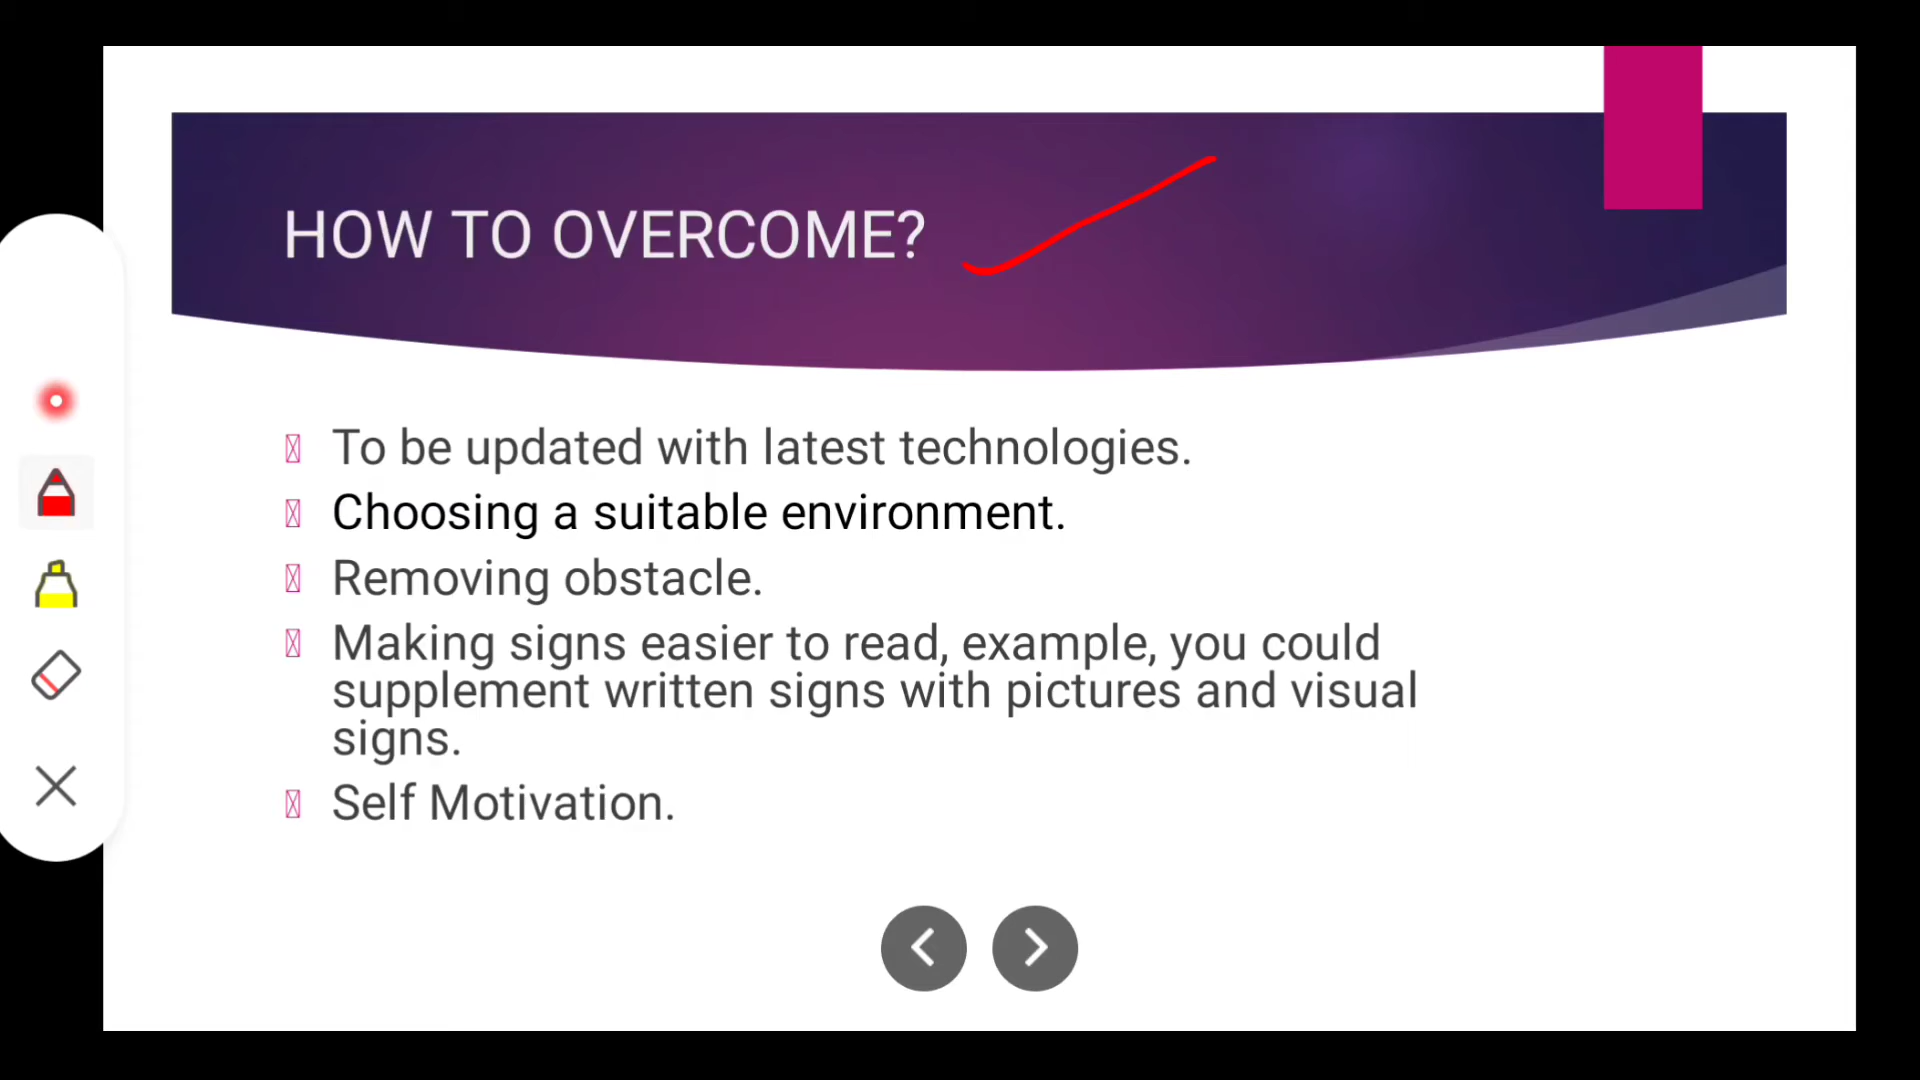 HOW TO OVERCOME?
To be updated with latest technologies.
Choosing a suitable environment.
Removing obstacle.
Making signs easier to read, example, you could
supplement written signs with pictures and visual
signs.
Self Motivation.